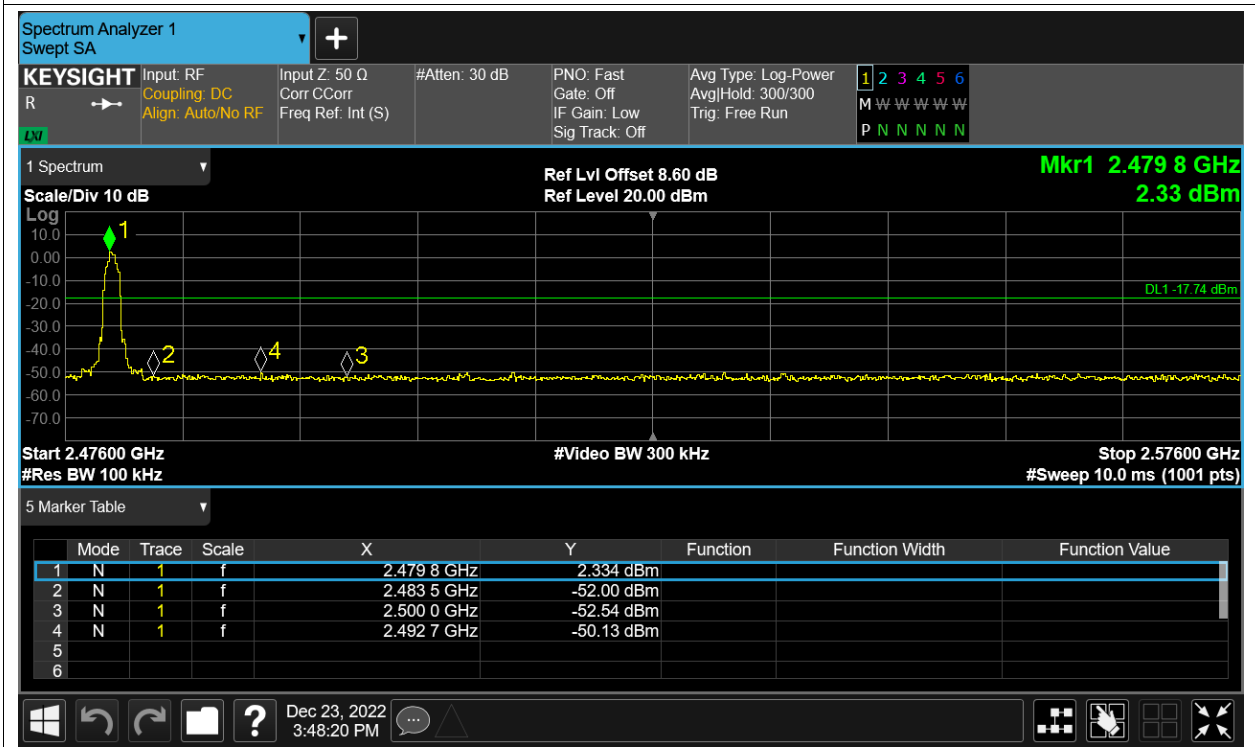 Spectrum Analyzer 1
Swept SA
+
KEYSIGHT Input: RF Input Z: 50 Ω #Atten: 30 dB PNO: Fast Avg Type: Log-Power 1 2 3 4 5 6
R Coupling: DC Corr CCorr Gate: Off Avg|Hold: 300/300 M W W W W W
Align: Auto/No RF Freq Ref: Int (S) IF Gain: Low Trig: Free Run
LXI Sig Track: Off P N N N N N
1 Spectrum Ref Lvl Offset 8.60 dB Mkr1 2.479 8 GHz
Scale/Div 10 dB Ref Level 20.00 dBm 2.33 dBm
Log
10.0 1
0.00
-10.0
DL1 -17.74 dBm
-20.0
-30.0
-40.0 2 4 3
-50.0
-60.0
-70.0
Start 2.47600 GHz #Video BW 300 kHz Stop 2.57600 GHz
#Res BW 100 kHz #Sweep 10.0 ms (1001 pts)
5 Marker Table
Mode Trace Scale X Y Function Function Width Function Value
1 N 1 f 2.479 8 GHz 2.334 dBm
2 N 1 f 2.483 5 GHz -52.00 dBm
3 N 1 f 2.500 0 GHz -52.54 dBm
4 N 1 f 2.492 7 GHz -50.13 dBm
5
6
? Dec 23, 2022
3:48:20 PM